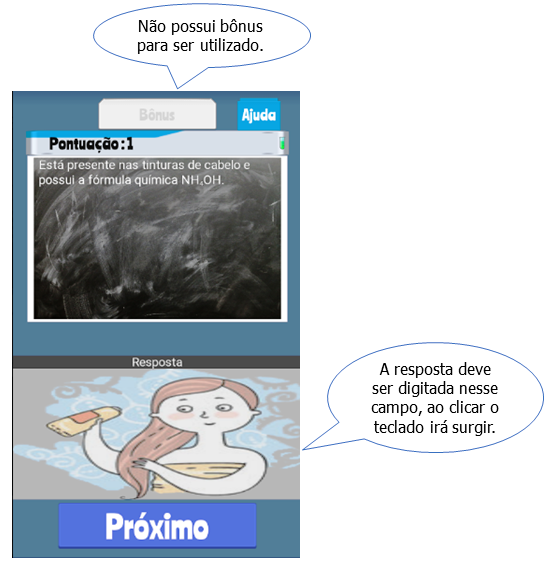 Não possui bônus
para ser utilizado.
Bônus
Ajuda
Pontuação:1
Está presente nas tinturas de cabelo e
possui a fórmula química NH₄OH.
Resposta
A resposta deve
ser digitada nesse
campo, ao clicar o
teclado irá surgir.
Próximo